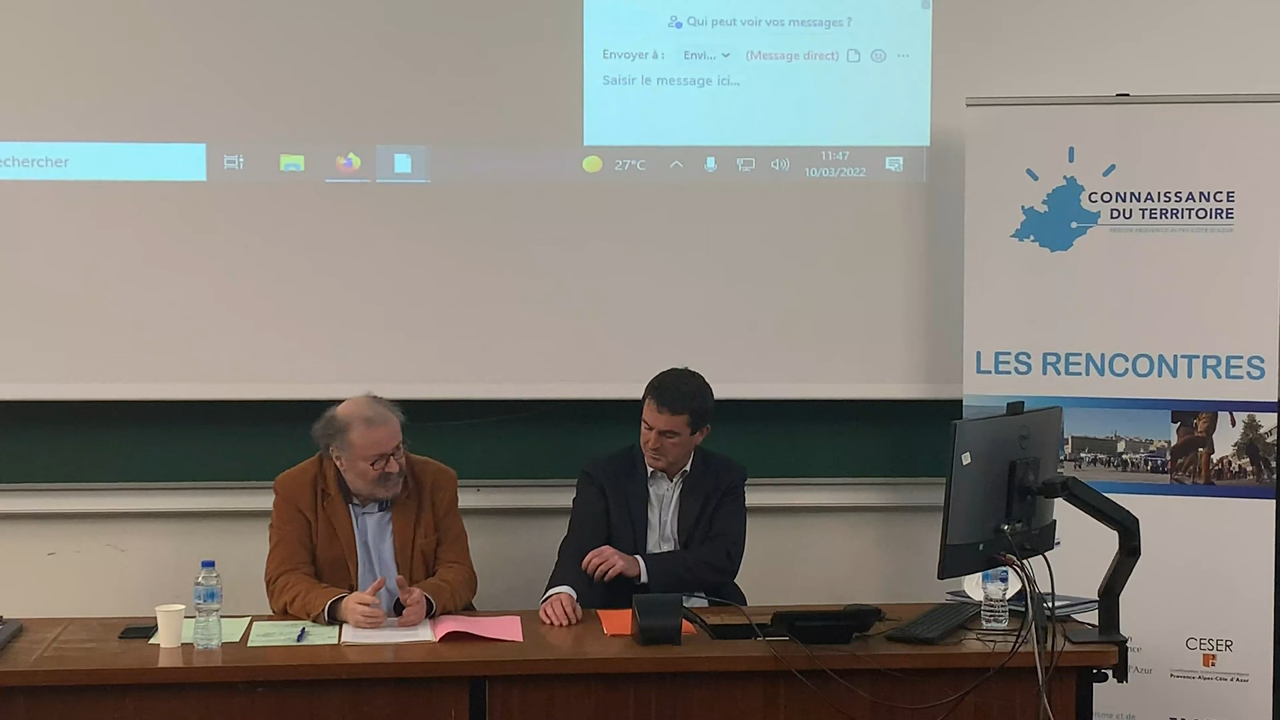 Qui peut voir vos messages ?
Envoyer à : Envi... (Message direct) ...
Saisir le message ici...
echercher
27°C
11:47
10/03/2022
CONNAISSANCE
DU TERRITOIRE
LES RENCONTRES
CESER
Provence-Alpes-Côte d'Azur